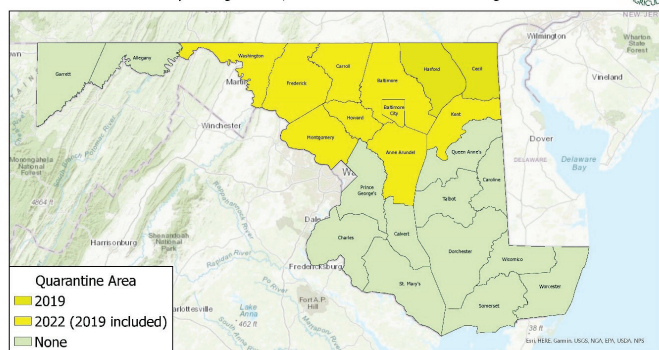 Wilmington
Wharton
State
Forest
Vineland
Dover
DELAWARE
Delaware
Bay
Garrett
Allegany
Washington
Frederick
Carroll
Baltimore
Harford
Cecil
Baltimore
City
Howard
Kent
Montgomery
Anne Arundel
Queen Anne's
Prince
George's
Caroline
Talbot
Calvert
Charles
Dorchester
St. Mary's
Wicomico
Worcester
Somerset
Winchester
Monongahela
National
Forest
4864 ft
Harrisonburg
Shenandoah
National
Park
Fredericksburg
Fort A.P.
Hill
Lake
Anna
462 ft
38 ft
Quarantine Area
2019
2022 (2019 included)
None
Esri, HERE, Garmin, USGS, NGA, EPA, USDA, NPS